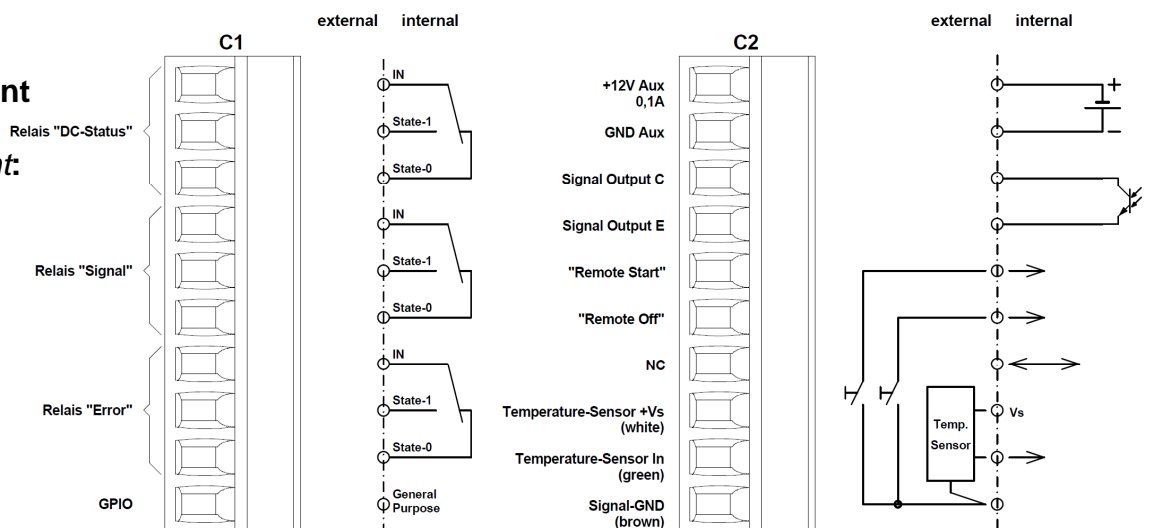 external internal
C1
nt
t:
Relais "DC-Status"
IN
State-1
State-0
Relais "Signal"
IN
State-1
State-0
Relais "Error"
IN
State-1
State-0
GPIO
General
Purpose
external internal
C2
+12V Aux
0,1A
GND Aux
Signal Output C
Signal Output E
"Remote Start"
"Remote Off"
NC
Temperature-Sensor +Vs
(white)
Temperature-Sensor In
(green)
Signal-GND
(brown)
+
−
Vs
Temp.
Sensor